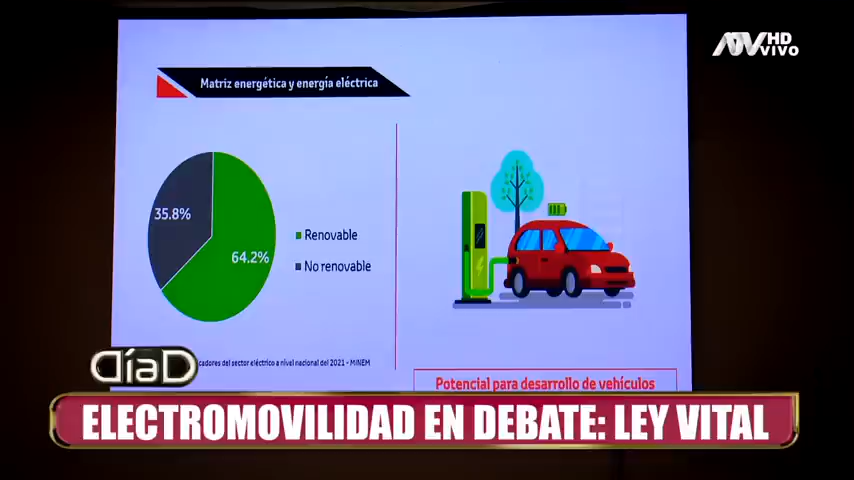 ATV HD
VIVO
Matriz energética y energía eléctrica
35.8%
64.2%
Renovable
No renovable
cadores del sector eléctrico a nivel nacional del 2021 - MINEM
Potencial para desarrollo de vehículos
DíaD
ELECTROMOVILIDAD EN DEBATE: LEY VITAL